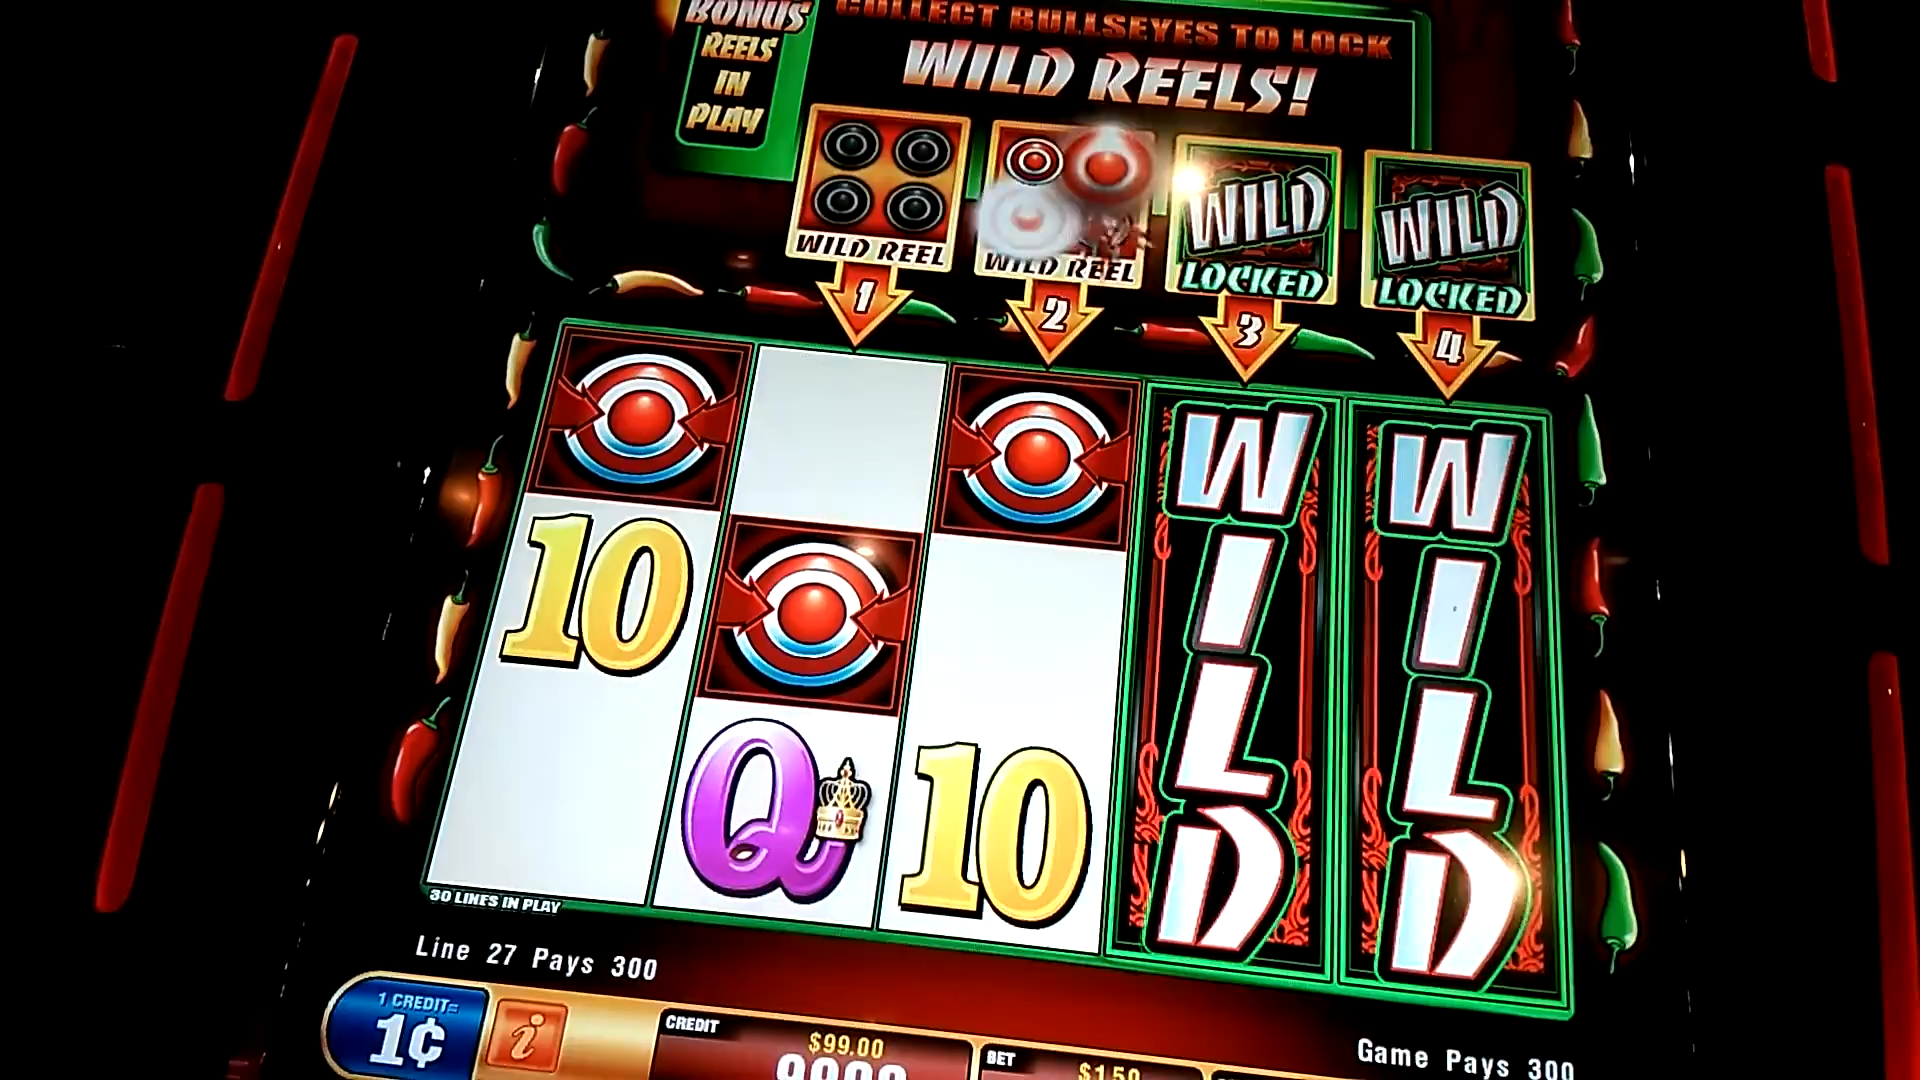 BONUS
REELS
IN
PLAY
COLLECT BULLSEYES TO LOCK
WILD REELS!
WILD REEL
WILD REEL
WILD
LOCKED
WILD
LOCKED
1
2
3
4
WILD
WILD
10
Q
10
30 LINES IN PLAY
Line 27 Pays 300
Game Pays 300
1 CREDIT=
1¢
i
CREDIT
$99.00
BET
$1.50